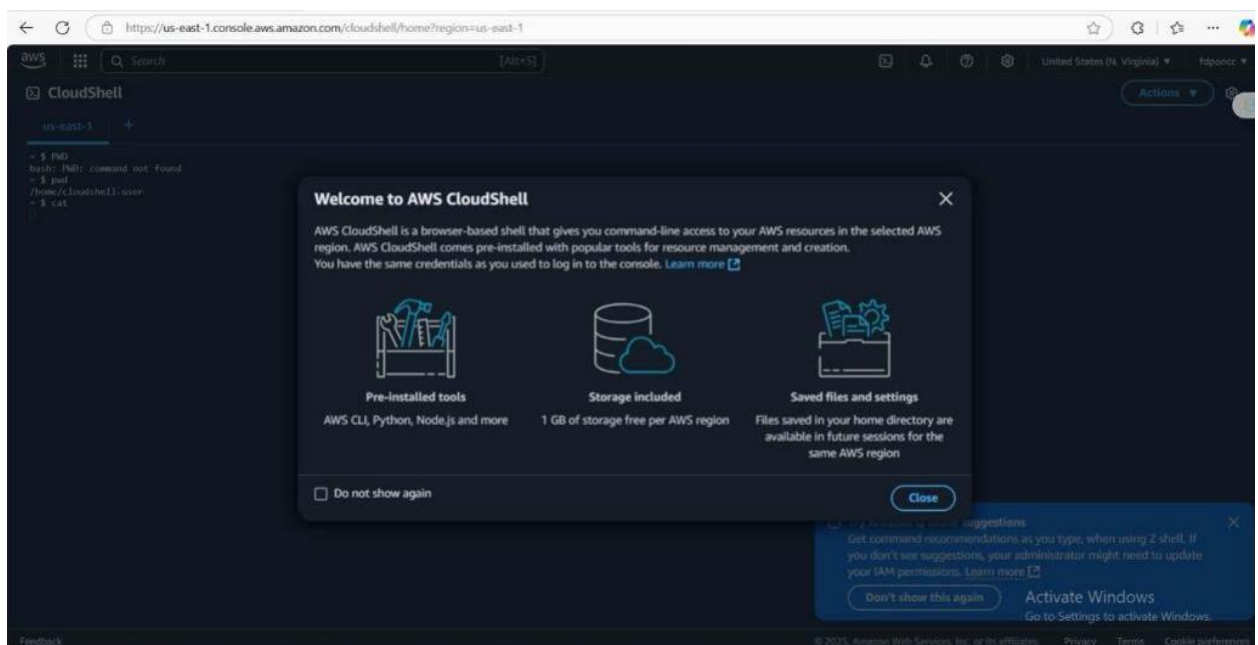 https://us-east-1.console.aws.amazon.com/cloudshell/home?region=us-east-1
aws Search [Alt+S] United States (N. Virginia) fdponcc
CloudShell Actions
us-east-1 +
~ $ PWD
bash: PWD: command not found
~ $ pwd
/home/cloudshell-user
~ $ cat
Welcome to AWS CloudShell
AWS CloudShell is a browser-based shell that gives you command-line access to your AWS resources in the selected AWS
region. AWS CloudShell comes pre-installed with popular tools for resource management and creation.
You have the same credentials as you used to log in to the console. Learn more
Pre-installed tools
AWS CLI, Python, Node.js and more
Storage included
1 GB of storage free per AWS region
Saved files and settings
Files saved in your home directory are
available in future sessions for the
same AWS region
Do not show again
Close
suggestions
Get command recommendations as you type, when using Z shell. If
you don't see suggestions, your administrator might need to update
your IAM permissions. Learn more
Don't show this again
Activate Windows
Go to Settings to activate Windows.
Feedback
© 2025, Amazon Web Services, Inc. or its affiliates. Privacy Terms Cookie preferences